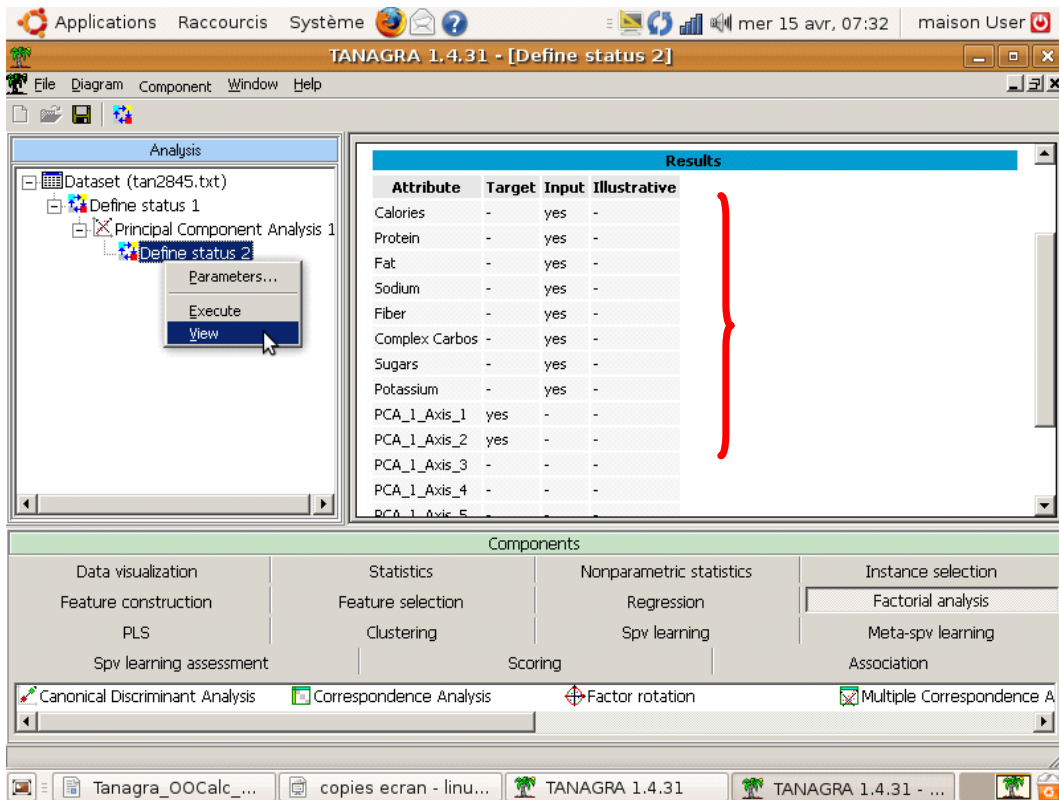 Applications Raccourcis Système mer 15 avr, 07:32 maison User
TANAGRA 1.4.31 - [Define status 2]
File Diagram Component Window Help
Analysis
Dataset (tan2845.txt)
Define status 1
Principal Component Analysis 1
Define status 2
Parameters...
Execute
View
Results
Attribute Target Input Illustrative
Calories - yes -
Protein - yes -
Fat - yes -
Sodium - yes -
Fiber - yes -
Complex Carbos - yes -
Sugars - yes -
Potassium - yes -
PCA_1_Axis_1 yes - -
PCA_1_Axis_2 yes - -
PCA_1_Axis_3 - - -
PCA_1_Axis_4 - - -
PCA_1_Axis_5 - - -
Components
Data visualization Statistics Nonparametric statistics Instance selection
Feature construction Feature selection Regression Factorial analysis
PLS Clustering Spv learning Meta-spv learning
Spv learning assessment Scoring Association
Canonical Discriminant Analysis Correspondence Analysis Factor rotation Multiple Correspondence A
Tanagra_OOCalc_... copies ecran - linu... TANAGRA 1.4.31 TANAGRA 1.4.31 - ...